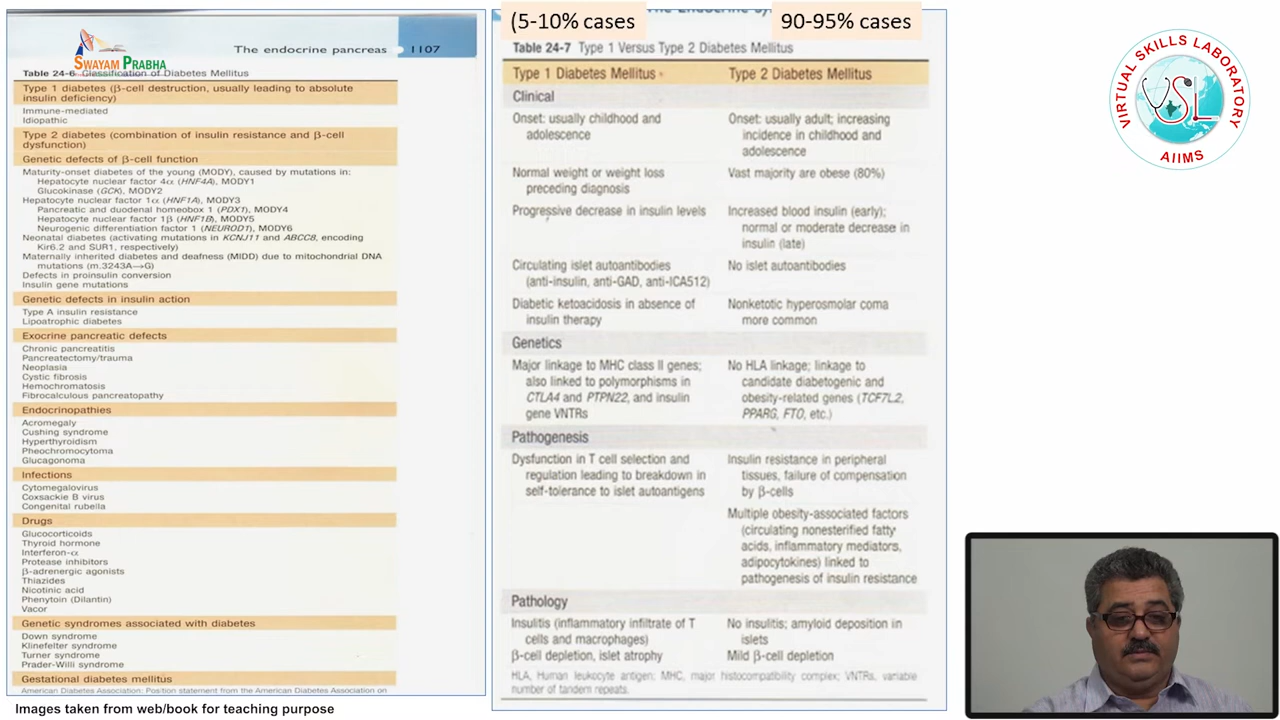 SWAYAM PRABHA
The endocrine pancreas 1107
Table 24-6 Classification of Diabetes Mellitus
Type 1 diabetes (β-cell destruction, usually leading to absolute
insulin deficiency)
Immune-mediated
Idiopathic
Type 2 diabetes (combination of insulin resistance and β-cell
dysfunction)
Genetic defects of β-cell function
Maturity-onset diabetes of the young (MODY), caused by mutations in:
Hepatocyte nuclear factor 4α (HNF4A), MODY1
Glucokinase (GCK), MODY2
Hepatocyte nuclear factor 1α (HNF1A), MODY3
Pancreatic and duodenal homeobox 1 (PDX1), MODY4
Hepatocyte nuclear factor 1β (HNF1B), MODY5
Neurogenic differentiation factor 1 (NEUROD1), MODY6
Neonatal diabetes (activating mutations in KCNJ11 and ABCC8, encoding
Kir6.2 and SUR1, respectively)
Maternally inherited diabetes and deafness (MIDD) due to mitochondrial DNA
mutations (m.3243A→G)
Defects in proinsulin conversion
Insulin gene mutations
Genetic defects in insulin action
Type A insulin resistance
Lipoatrophic diabetes
Exocrine pancreatic defects
Chronic pancreatitis
Pancreatectomy/trauma
Neoplasia
Cystic fibrosis
Hemochromatosis
Fibrocalculous pancreatopathy
Endocrinopathies
Acromegaly
Cushing syndrome
Hyperthyroidism
Pheochromocytoma
Glucagonoma
Infections
Cytomegalovirus
Coxsackie B virus
Congenital rubella
Drugs
Glucocorticoids
Thyroid hormone
Interferon-α
Protease inhibitors
β-adrenergic agonists
Thiazides
Nicotinic acid
Phenytoin (Dilantin)
Vacor
Genetic syndromes associated with diabetes
Down syndrome
Klinefelter syndrome
Turner syndrome
Prader-Willi syndrome
Gestational diabetes mellitus
American Diabetes Association: Position statement from the American Diabetes Association on
Images taken from web/book for teaching purpose
(5-10% cases 90-95% cases
Table 24-7 Type 1 Versus Type 2 Diabetes Mellitus
Type 1 Diabetes Mellitus Type 2 Diabetes Mellitus
Clinical
Onset: usually childhood and
adolescence
Onset: usually adult; increasing
incidence in childhood and
adolescence
Normal weight or weight loss
preceding diagnosis
Vast majority are obese (80%)
Progressive decrease in insulin levels
Increased blood insulin (early);
normal or moderate decrease in
insulin (late)
Circulating islet autoantibodies
(anti-insulin, anti-GAD, anti-ICA512)
No islet autoantibodies
Diabetic ketoacidosis in absence of
insulin therapy
Nonketotic hyperosmolar coma
more common
Genetics
Major linkage to MHC class II genes;
also linked to polymorphisms in
CTLA4 and PTPN22, and insulin
gene VNTRs
No HLA linkage; linkage to
candidate diabetogenic and
obesity-related genes (TCF7L2,
PPARG, FTO, etc.)
Pathogenesis
Dysfunction in T cell selection and
regulation leading to breakdown in
self-tolerance to islet autoantigens
Insulin resistance in peripheral
tissues, failure of compensation
by β-cells
Multiple obesity-associated factors
(circulating nonesterified fatty
acids, inflammatory mediators,
adipocytokines) linked to
pathogenesis of insulin resistance
Pathology
Insulitis (inflammatory infiltrate of T
cells and macrophages)
β-cell depletion, islet atrophy
No insulitis; amyloid deposition in
islets
Mild β-cell depletion
HLA, Human leukocyte antigen; MHC, major histocompatibility complex; VNTRs, variable
number of tandem repeats.
VIRTUAL SKILLS LABORATORY
VSL
AIIMS